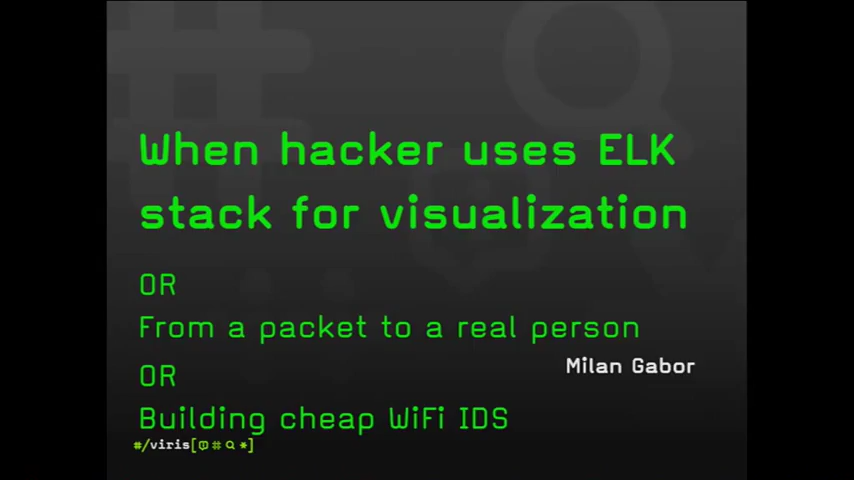 When hacker uses ELK
stack for visualization
OR
From a packet to a real person
Milan Gabor
OR
Building cheap WiFi IDS
#/viris[ # *]